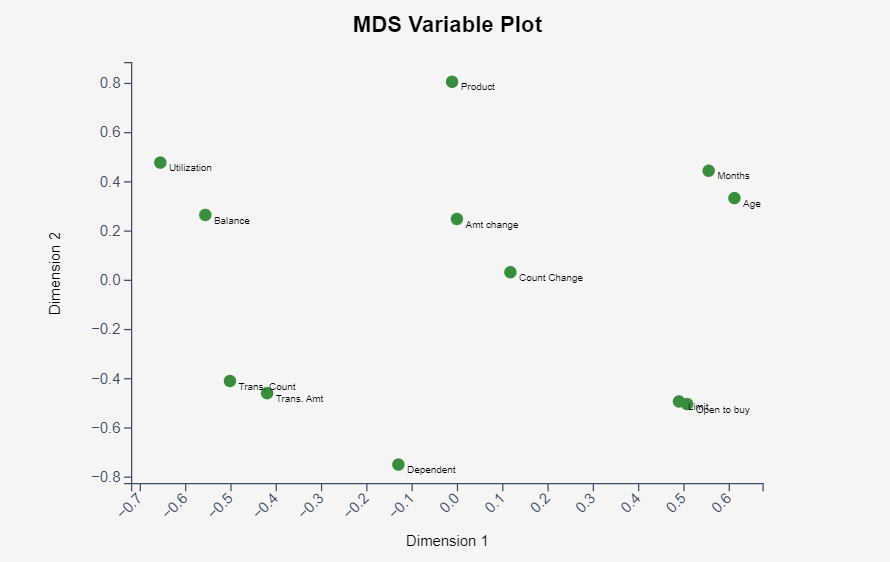 MDS Variable Plot
0.8
0.6
0.4
0.2
0.0
−0.2
−0.4
−0.6
−0.8
Dimension 2
Product
Utilization
Months
Age
Balance
Amt change
Count Change
Trans. Count
Trans. Amt
Limit
Open to buy
Dependent
−0.7
−0.6
−0.5
−0.4
−0.3
−0.2
−0.1
0.0
0.1
0.2
0.3
0.4
0.5
0.6
Dimension 1